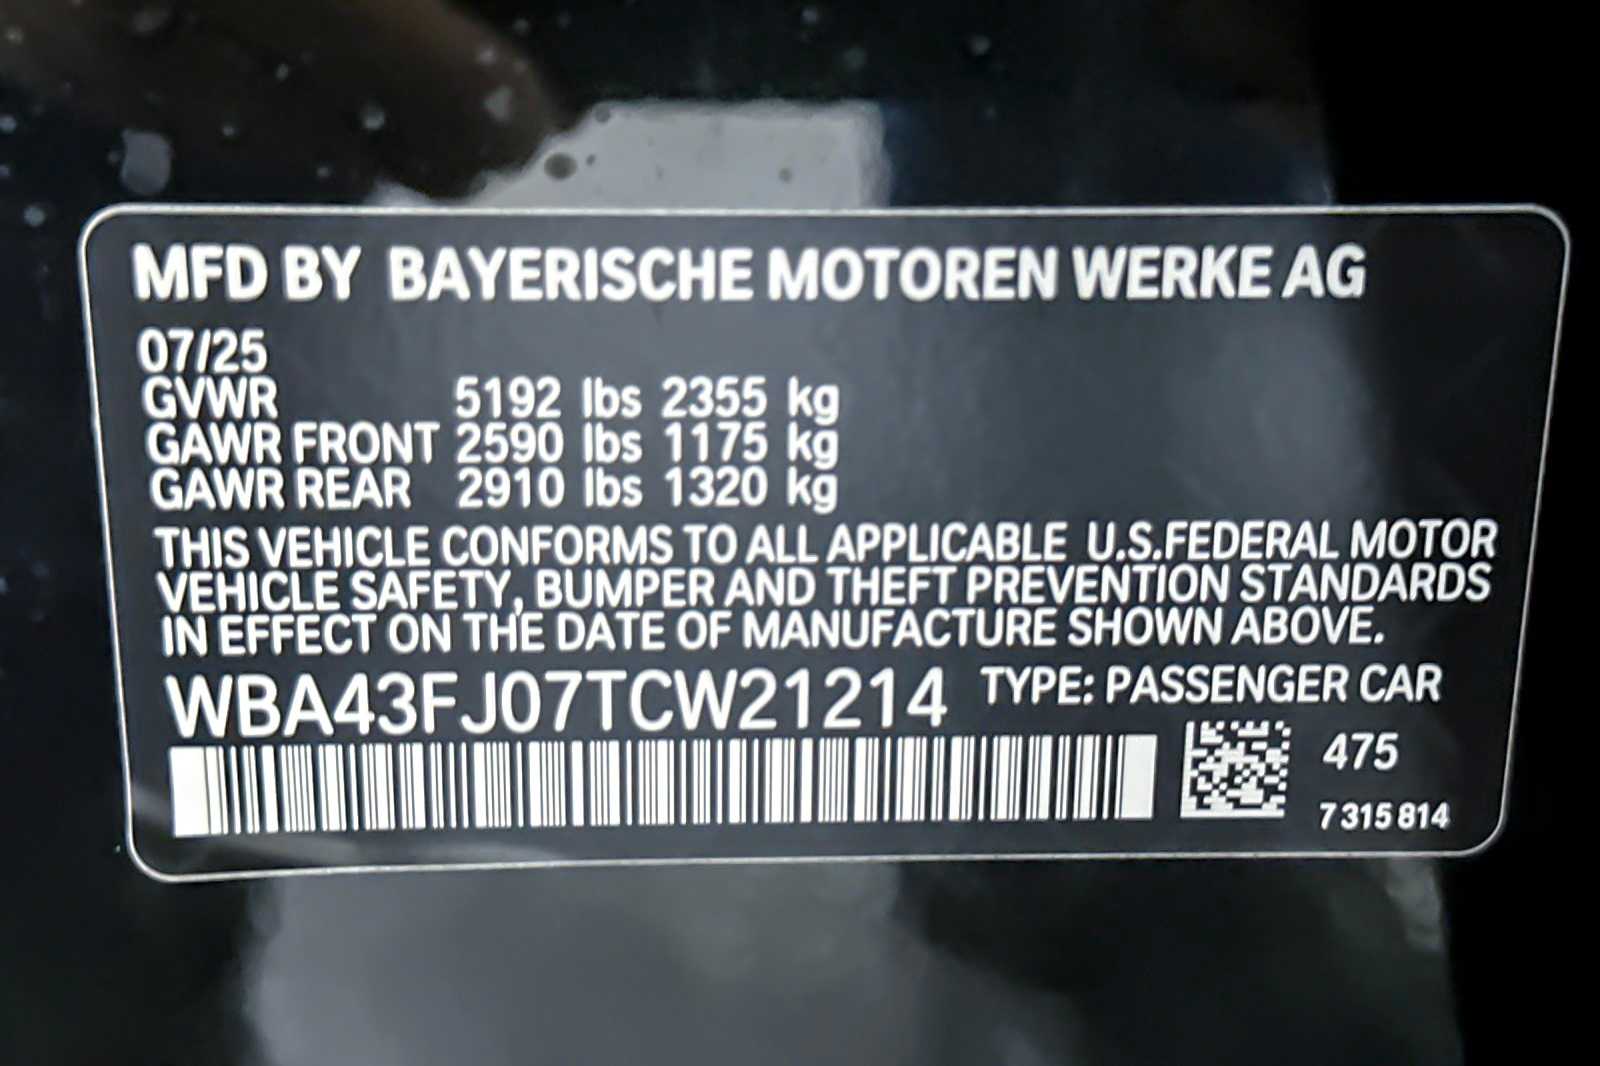 MFD BY BAYERISCHE MOTOREN WERKE AG
07/25
GVWR 5192 lbs 2355 kg
GAWR FRONT 2590 lbs 1175 kg
GAWR REAR 2910 lbs 1320 kg
THIS VEHICLE CONFORMS TO ALL APPLICABLE U.S.FEDERAL MOTOR
VEHICLE SAFETY, BUMPER AND THEFT PREVENTION STANDARDS
IN EFFECT ON THE DATE OF MANUFACTURE SHOWN ABOVE.
WBA43FJ07TCW21214 TYPE: PASSENGER CAR
475
7 315 814